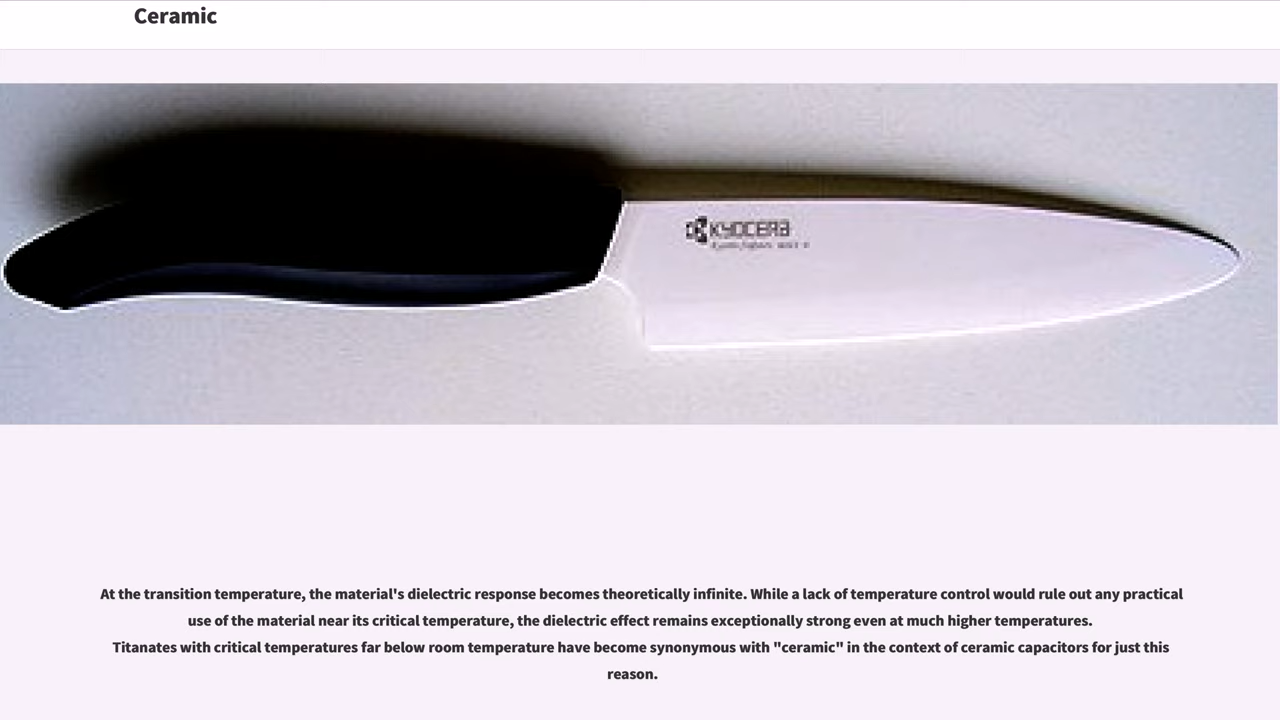 Ceramic
KYOCERA
At the transition temperature, the material's dielectric response becomes theoretically infinite. While a lack of temperature control would rule out any practical
use of the material near its critical temperature, the dielectric effect remains exceptionally strong even at much higher temperatures.
Titanates with critical temperatures far below room temperature have become synonymous with "ceramic" in the context of ceramic capacitors for just this
reason.